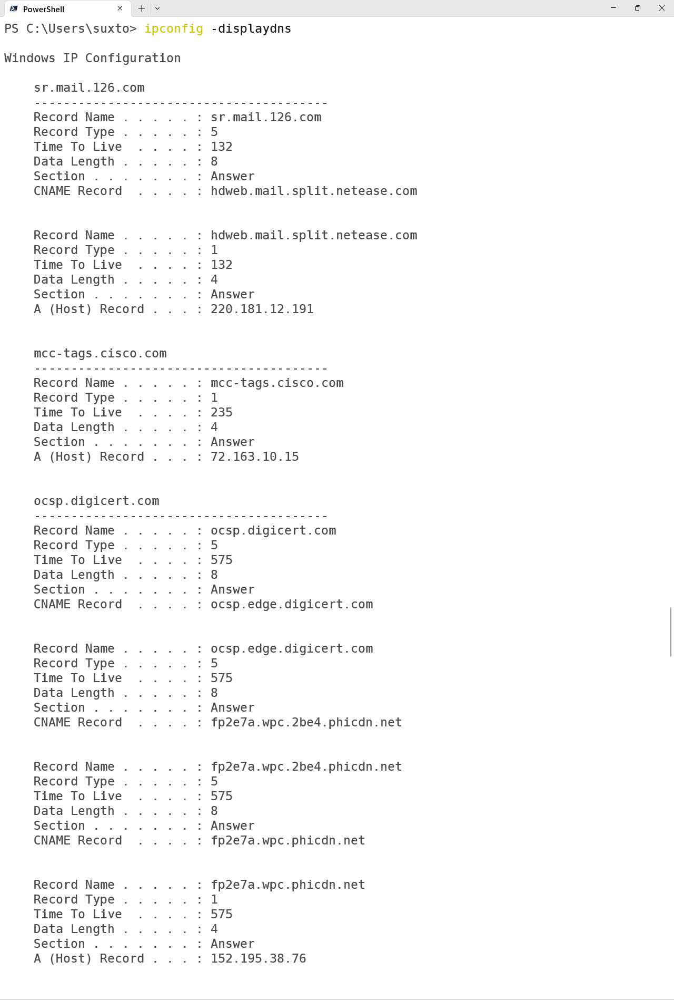 PowerShell
PS C:\Users\suxto> ipconfig -displaydns
Windows IP Configuration
sr.mail.126.com
----------------------------------------
Record Name . . . . . : sr.mail.126.com
Record Type . . . . . : 5
Time To Live  . . . . : 132
Data Length . . . . . : 8
Section . . . . . . . : Answer
CNAME Record  . . . . : hdweb.mail.split.netease.com
Record Name . . . . . : hdweb.mail.split.netease.com
Record Type . . . . . : 1
Time To Live  . . . . : 132
Data Length . . . . . : 4
Section . . . . . . . : Answer
A (Host) Record . . . : 220.181.12.191
mcc-tags.cisco.com
----------------------------------------
Record Name . . . . . : mcc-tags.cisco.com
Record Type . . . . . : 1
Time To Live  . . . . : 235
Data Length . . . . . : 4
Section . . . . . . . : Answer
A (Host) Record . . . : 72.163.10.15
ocsp.digicert.com
----------------------------------------
Record Name . . . . . : ocsp.digicert.com
Record Type . . . . . : 5
Time To Live  . . . . : 575
Data Length . . . . . : 8
Section . . . . . . . : Answer
CNAME Record  . . . . : ocsp.edge.digicert.com
Record Name . . . . . : ocsp.edge.digicert.com
Record Type . . . . . : 5
Time To Live  . . . . : 575
Data Length . . . . . : 8
Section . . . . . . . : Answer
CNAME Record  . . . . : fp2e7a.wpc.2be4.phicdn.net
Record Name . . . . . : fp2e7a.wpc.2be4.phicdn.net
Record Type . . . . . : 5
Time To Live  . . . . : 575
Data Length . . . . . : 8
Section . . . . . . . : Answer
CNAME Record  . . . . : fp2e7a.wpc.phicdn.net
Record Name . . . . . : fp2e7a.wpc.phicdn.net
Record Type . . . . . : 1
Time To Live  . . . . : 575
Data Length . . . . . : 4
Section . . . . . . . : Answer
A (Host) Record . . . : 152.195.38.76